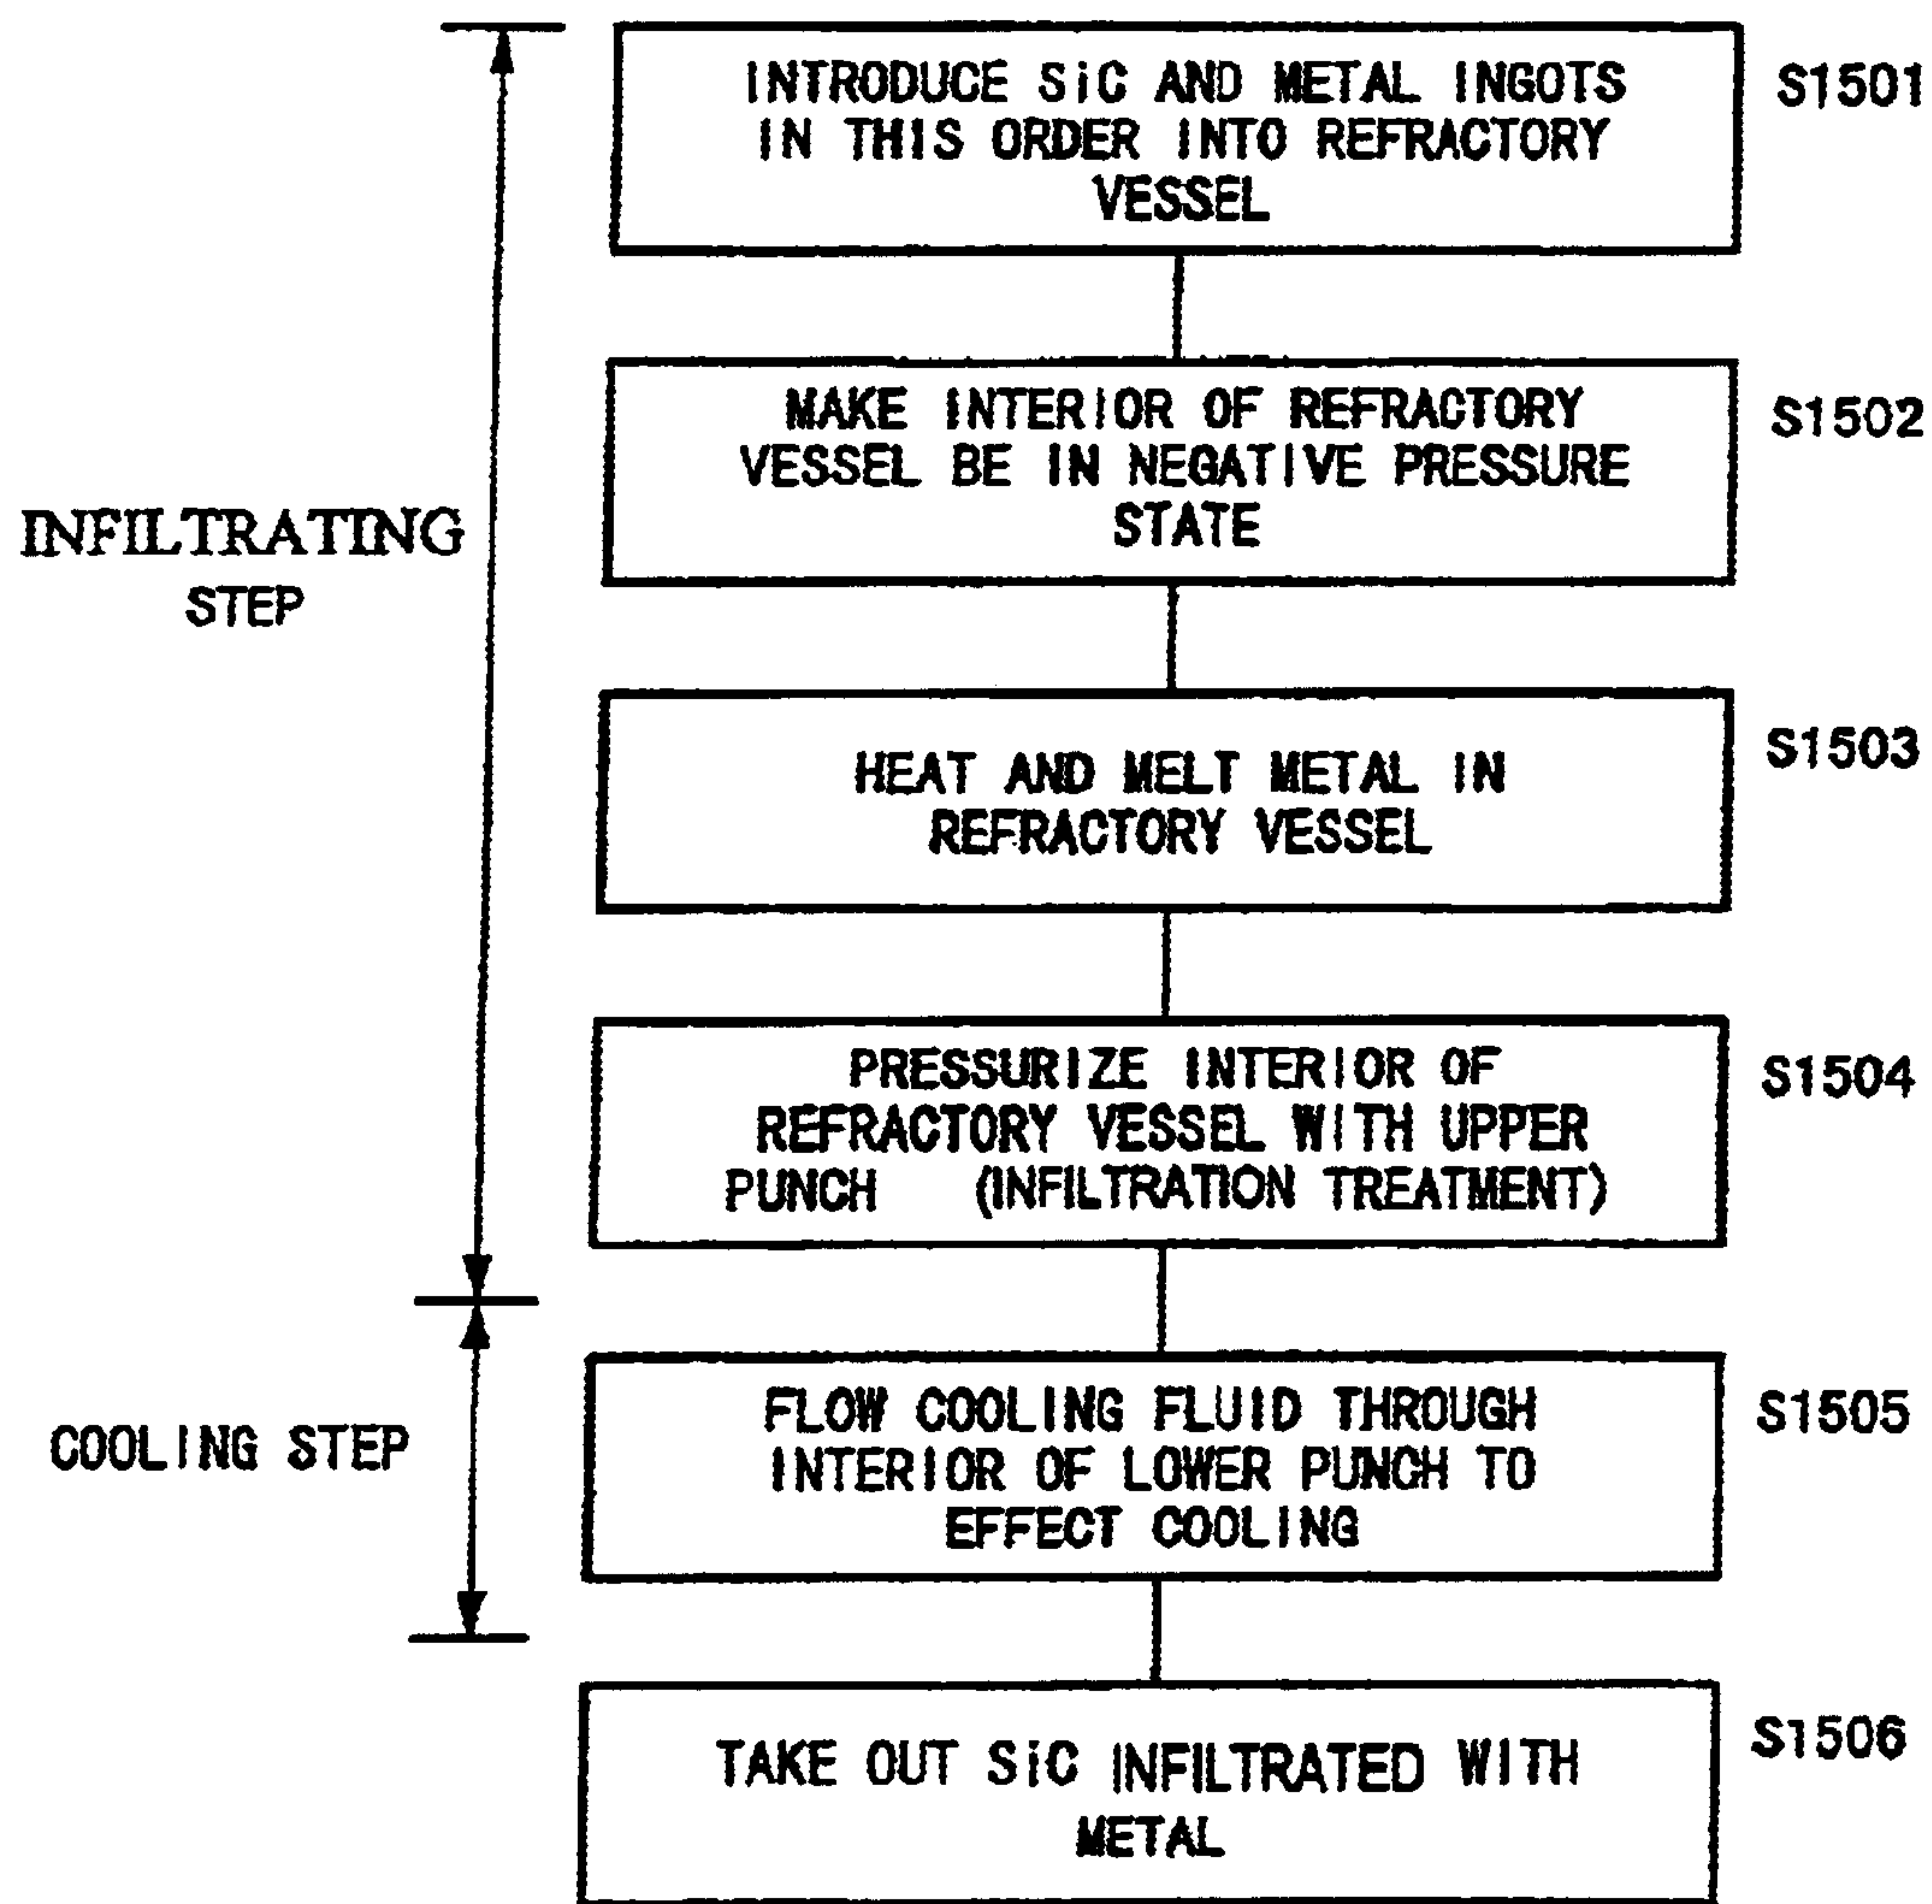 INTRODUCE SiC AND METAL INGOTS
IN THIS ORDER INTO REFRACTORY
VESSEL
S1501
MAKE INTERIOR OF REFRACTORY
VESSEL BE IN NEGATIVE PRESSURE
STATE
S1502
INFILTRATING
STEP
HEAT AND MELT METAL IN
REFRACTORY VESSEL
S1503
PRESSURIZE INTERIOR OF
REFRACTORY VESSEL WITH UPPER
PUNCH (INFILTRATION TREATMENT)
S1504
COOLING STEP
FLOW COOLING FLUID THROUGH
INTERIOR OF LOWER PUNCH TO
EFFECT COOLING
S1505
TAKE OUT SiC INFILTRATED WITH
METAL
S1506